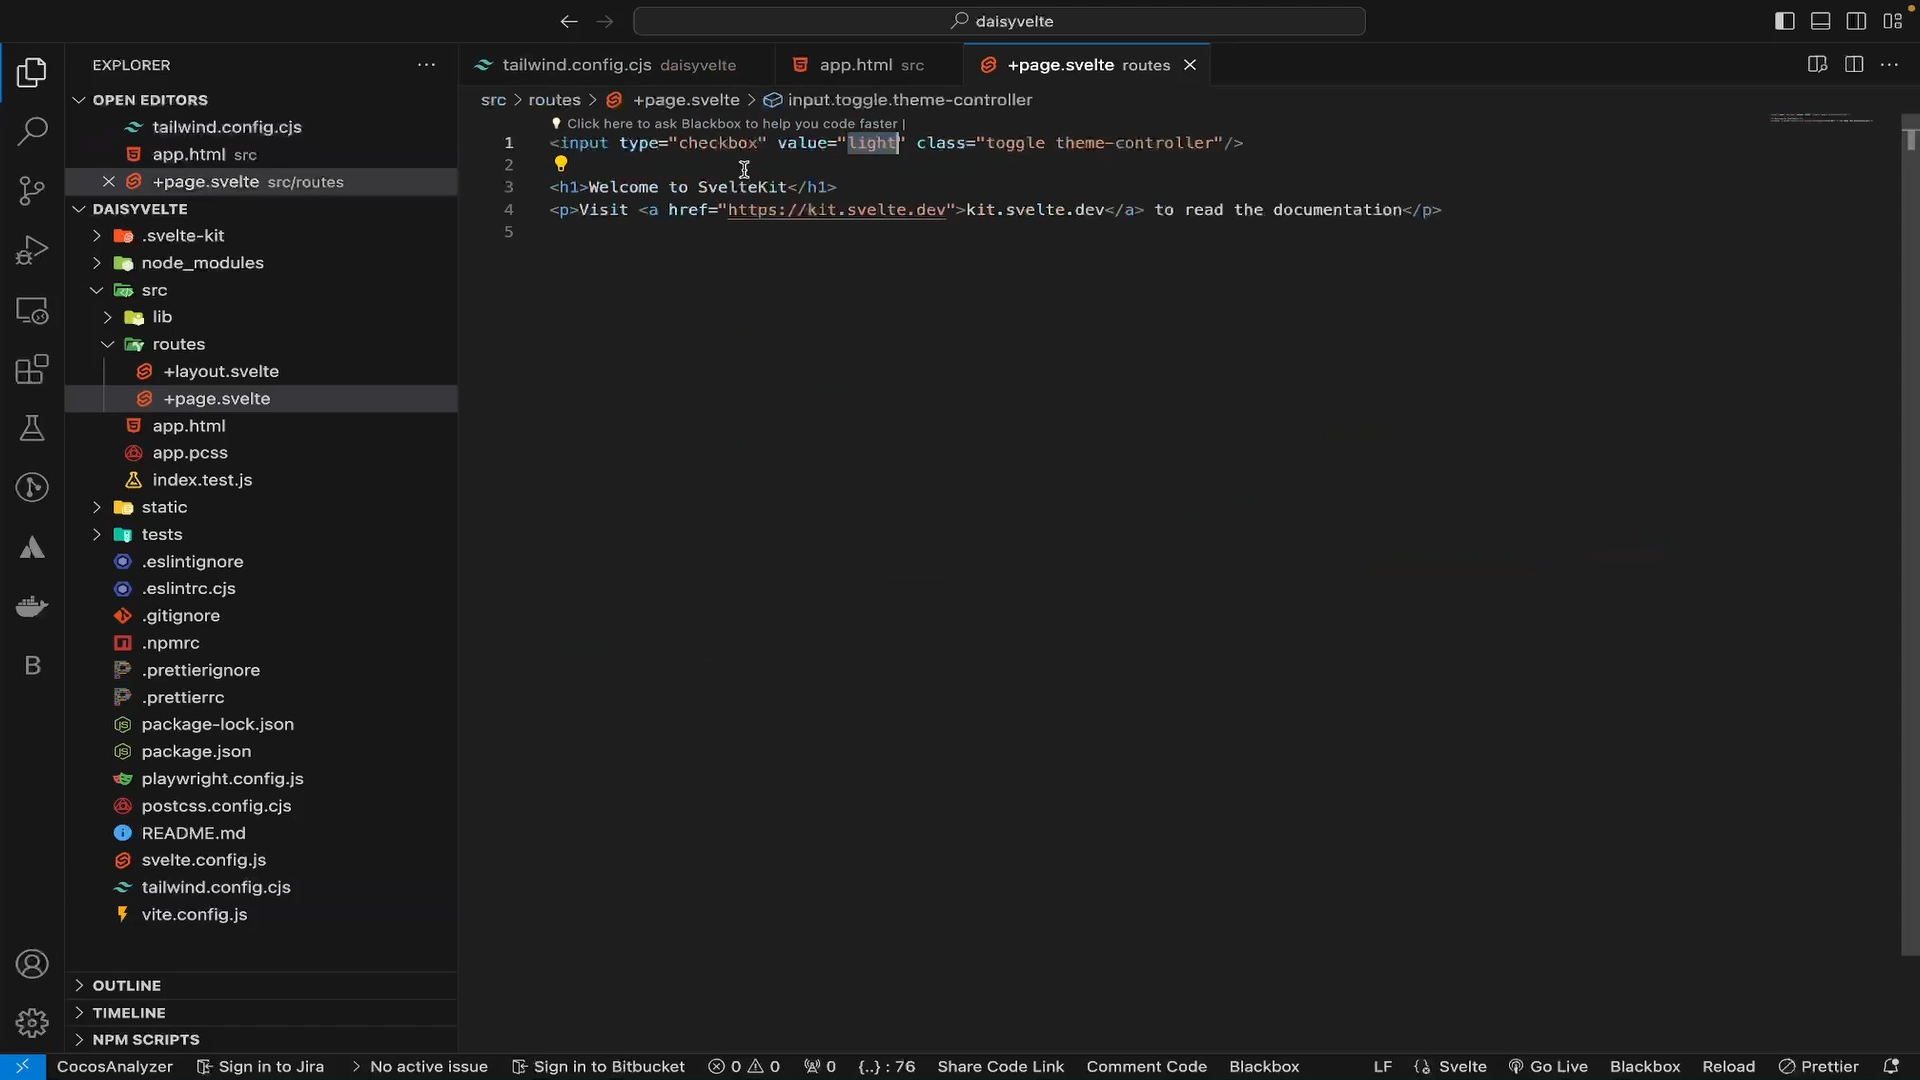 daisyvelte
EXPLORER
OPEN EDITORS
tailwind.config.cjs
app.html src
+page.svelte src/routes
DAISYVELTE
.svelte-kit
node_modules
src
lib
routes
+layout.svelte
+page.svelte
app.html
app.pcss
index.test.js
static
tests
.eslintignore
.eslintrc.cjs
.gitignore
.npmrc
.prettierignore
.prettierrc
package-lock.json
package.json
playwright.config.js
postcss.config.cjs
README.md
svelte.config.js
tailwind.config.cjs
vite.config.js
OUTLINE
TIMELINE
NPM SCRIPTS
tailwind.config.cjs daisyvelte
app.html src
+page.svelte routes
src > routes > +page.svelte > input.toggle.theme-controller
Click here to ask Blackbox to help you code faster |
1 <input type="checkbox" value="light" class="toggle theme-controller"/>
2
3 <h1>Welcome to SvelteKit</h1>
4 <p>Visit <a href="https://kit.svelte.dev">kit.svelte.dev</a> to read the documentation</p>
5
B
CocosAnalyzer Sign in to Jira No active issue Sign in to Bitbucket 0 0 0 {..} : 76 Share Code Link Comment Code Blackbox LF Svelte Go Live Blackbox Reload Prettier